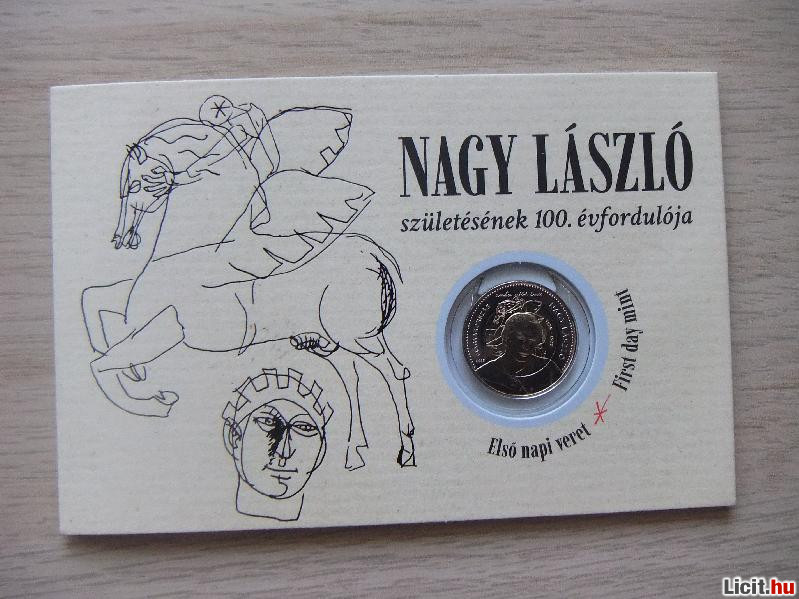 NAGY LÁSZLÓ
születésének 100. évfordulója
Első napi veret * First day mint
Licit.hu